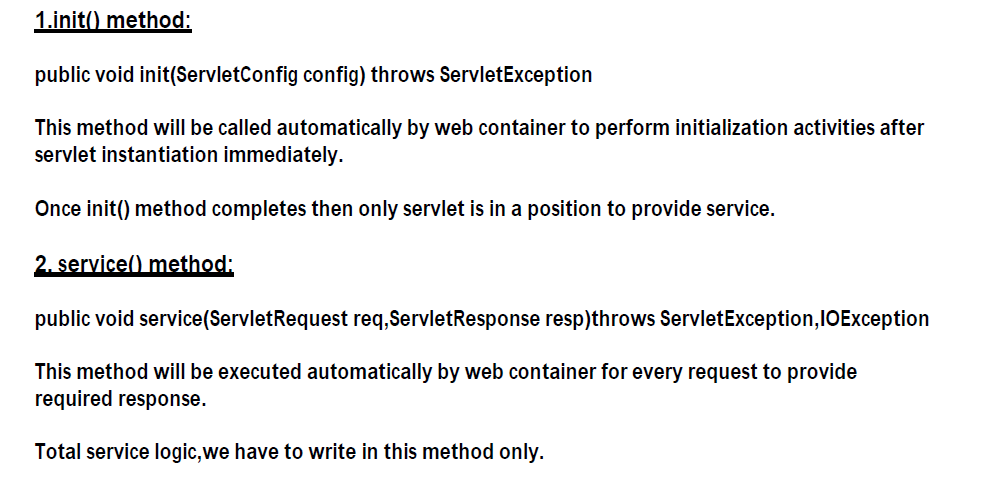 1.init() method:
public void init(ServletConfig config) throws ServletException
This method will be called automatically by web container to perform initialization activities after
servlet instantiation immediately.
Once init() method completes then only servlet is in a position to provide service.
2. service() method:
public void service(ServletRequest req,ServletResponse resp)throws ServletException,IOException
This method will be executed automatically by web container for every request to provide
required response.
Total service logic,we have to write in this method only.